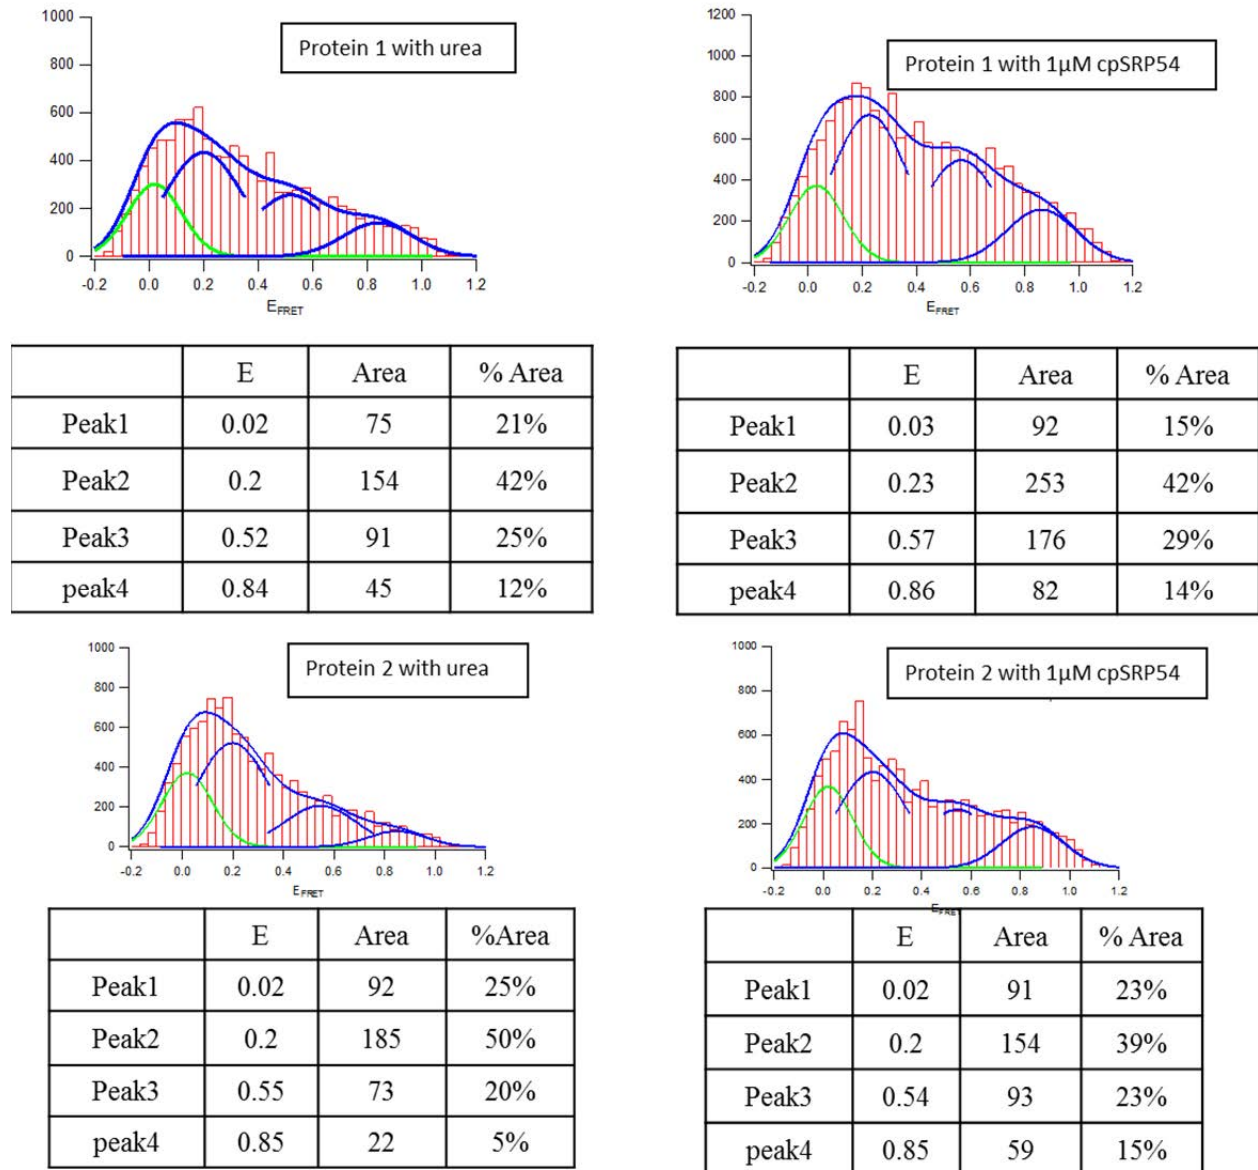 1000
800
600
400
200
0
Protein 1 with urea
-0.2 0.0 0.2 0.4 0.6 0.8 1.0 1.2
EFRET
1200
1000
800
600
400
200
0
Protein 1 with 1µM cpSRP54
-0.2 0.0 0.2 0.4 0.6 0.8 1.0 1.2
EFRET
E Area % Area
Peak1 0.02 75 21%
Peak2 0.2 154 42%
Peak3 0.52 91 25%
peak4 0.84 45 12%
E Area % Area
Peak1 0.03 92 15%
Peak2 0.23 253 42%
Peak3 0.57 176 29%
peak4 0.86 82 14%
1000
800
600
400
200
0
Protein 2 with urea
-0.2 0.0 0.2 0.4 0.6 0.8 1.0 1.2
EFRET
1000
800
600
400
200
0
Protein 2 with 1µM cpSRP54
-0.2 0.0 0.2 0.4 0.6 0.8 1.0 1.2
EFRET
E Area %Area
Peak1 0.02 92 25%
Peak2 0.2 185 50%
Peak3 0.55 73 20%
peak4 0.85 22 5%
E Area % Area
Peak1 0.02 91 23%
Peak2 0.2 154 39%
Peak3 0.54 93 23%
peak4 0.85 59 15%